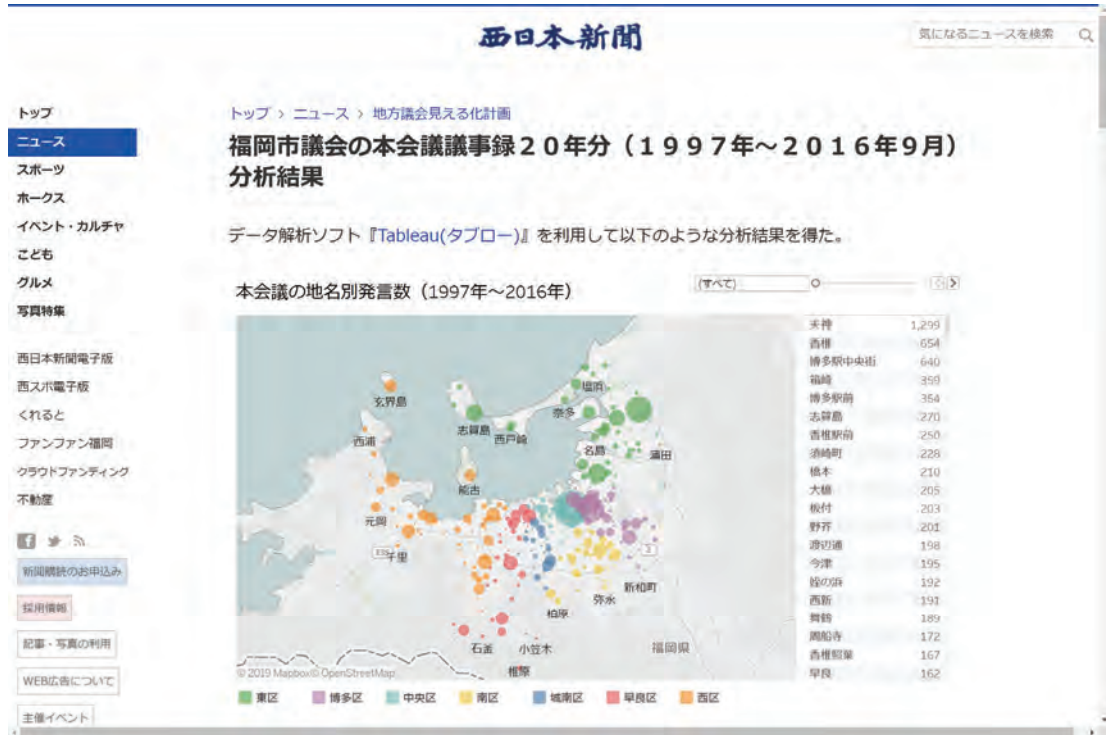 西日本新聞
気になるニュースを検索
トップ
ニュース
スポーツ
ホークス
イベント・カルチャ
こども
グルメ
写真特集
西日本新聞電子版
西スポ電子版
くれると
ファンファン福岡
クラウドファンディング
不動産
新聞購読のお申込み
採用情報
記事・写真の利用
WEB広告について
主催イベント
トップ > ニュース > 地方議会見える化計画
福岡市議会の本会議議事録20年分（1997年～2016年9月）
分析結果
データ解析ソフト『Tableau(タブロー)』を利用して以下のような分析結果を得た。
本会議の地名別発言数（1997年～2016年）
(すべて)
玄界島
志賀島
西戸崎
塩浜
奈多
西浦
名島
蒲田
能古
元岡
千里
新和町
弥永
柏原
石釜
小笠木
福岡県
椎原
© 2019 Mapbox © OpenStreetMap
天神 1,299
香椎 654
博多駅中央街 640
箱崎 359
博多駅前 354
志賀島 270
香椎駅前 250
須崎町 228
橋本 210
大橋 205
板付 203
野芥 201
渡辺通 198
今津 195
姪の浜 192
西新 191
舞鶴 189
周船寺 172
香椎照葉 167
早良 162
東区
博多区
中央区
南区
城南区
早良区
西区